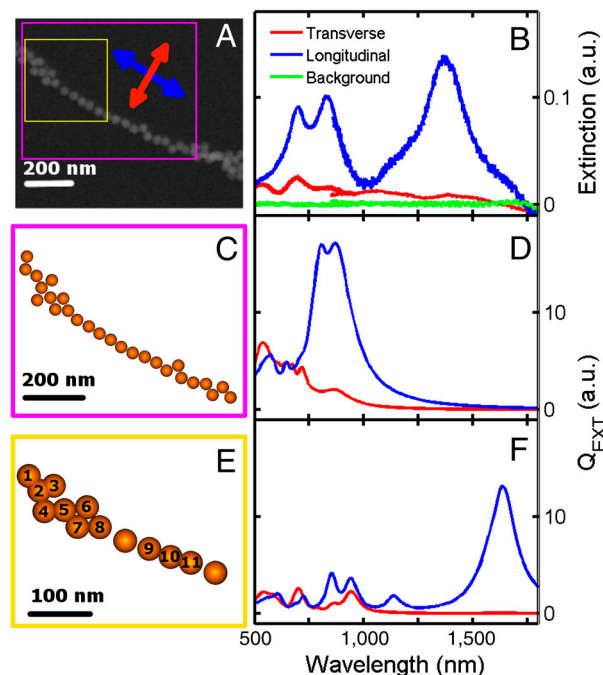 A
200 nm
B
Transverse
Longitudinal
Background
0.1
0
Extinction (a.u.)
C
200 nm
D
10
0
E
1
2
3
4
5
6
7
8
9
10
11
100 nm
F
10
0
Q_EXT (a.u.)
500
1,000
1,500
Wavelength (nm)